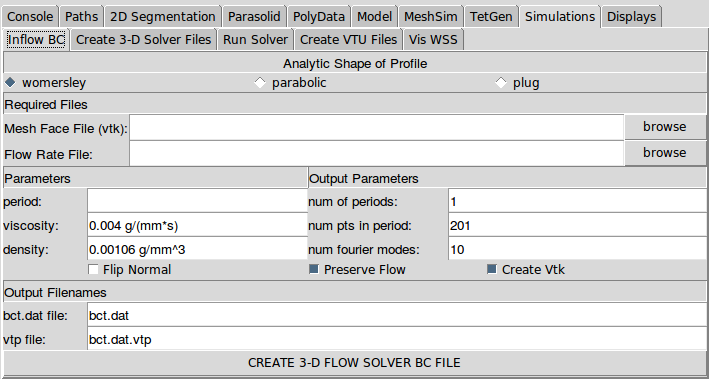 Console Paths 2D Segmentation Parasolid PolyData Model MeshSim TetGen Simulations Displays
Inflow BC Create 3-D Solver Files Run Solver Create VTU Files Vis WSS
Analytic Shape of Profile
womersley parabolic plug
Required Files
Mesh Face File (vtk): browse
Flow Rate File: browse
Parameters Output Parameters
period: num of periods: 1
viscosity: 0.004 g/(mm*s) num pts in period: 201
density: 0.00106 g/mm^3 num fourier modes: 10
Flip Normal Preserve Flow Create Vtk
Output Filenames
bct.dat file: bct.dat
vtp file: bct.dat.vtp
CREATE 3-D FLOW SOLVER BC FILE